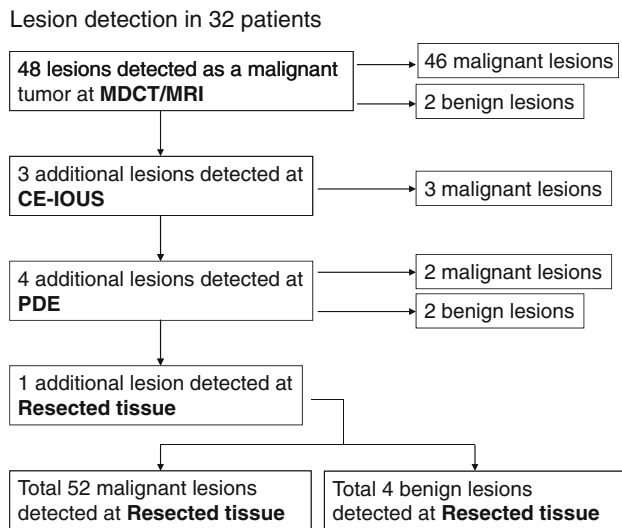 Lesion detection in 32 patients
48 lesions detected as a malignant
tumor at MDCT/MRI
46 malignant lesions
2 benign lesions
3 additional lesions detected at
CE-IOUS
3 malignant lesions
4 additional lesions detected at
PDE
2 malignant lesions
2 benign lesions
1 additional lesion detected at
Resected tissue
Total 52 malignant lesions
detected at Resected tissue
Total 4 benign lesions
detected at Resected tissue